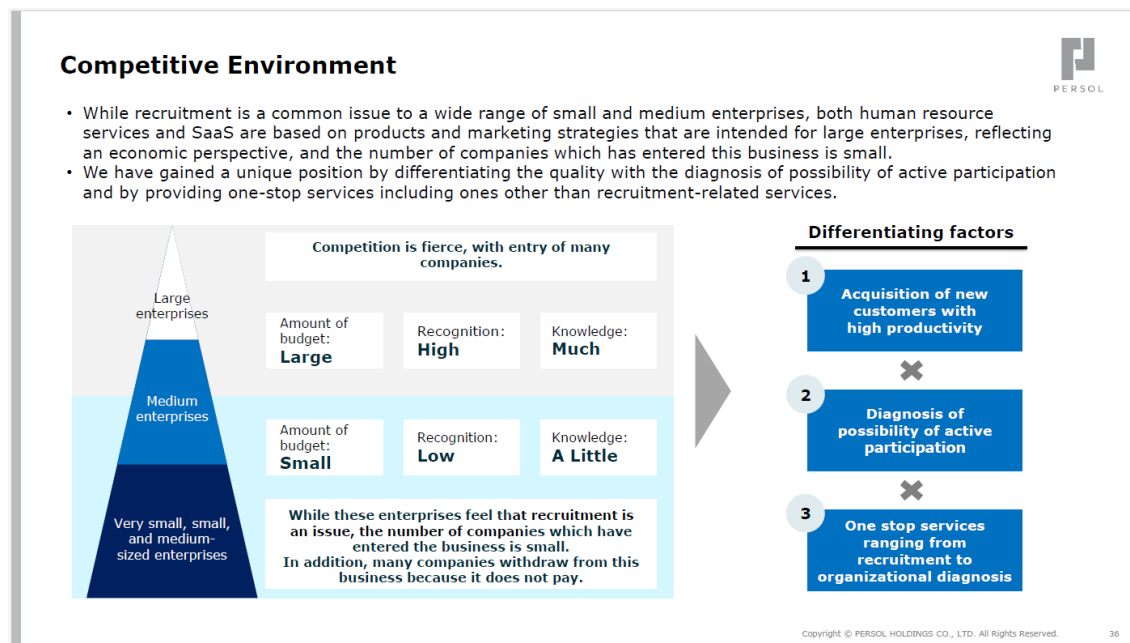 Competitive Environment
PERSOL
• While recruitment is a common issue to a wide range of small and medium enterprises, both human resource
services and SaaS are based on products and marketing strategies that are intended for large enterprises, reflecting
an economic perspective, and the number of companies which has entered this business is small.
• We have gained a unique position by differentiating the quality with the diagnosis of possibility of active participation
and by providing one-stop services including ones other than recruitment-related services.
Large
enterprises
Medium
enterprises
Very small, small,
and medium-
sized enterprises
Competition is fierce, with entry of many
companies.
Amount of
budget:
Large
Recognition:
High
Knowledge:
Much
Amount of
budget:
Small
Recognition:
Low
Knowledge:
A Little
While these enterprises feel that recruitment is
an issue, the number of companies which have
entered the business is small.
In addition, many companies withdraw from this
business because it does not pay.
Differentiating factors
1
Acquisition of new
customers with
high productivity
2
Diagnosis of
possibility of active
participation
3
One stop services
ranging from
recruitment to
organizational diagnosis
Copyright © PERSOL HOLDINGS CO., LTD. All Rights Reserved.
36